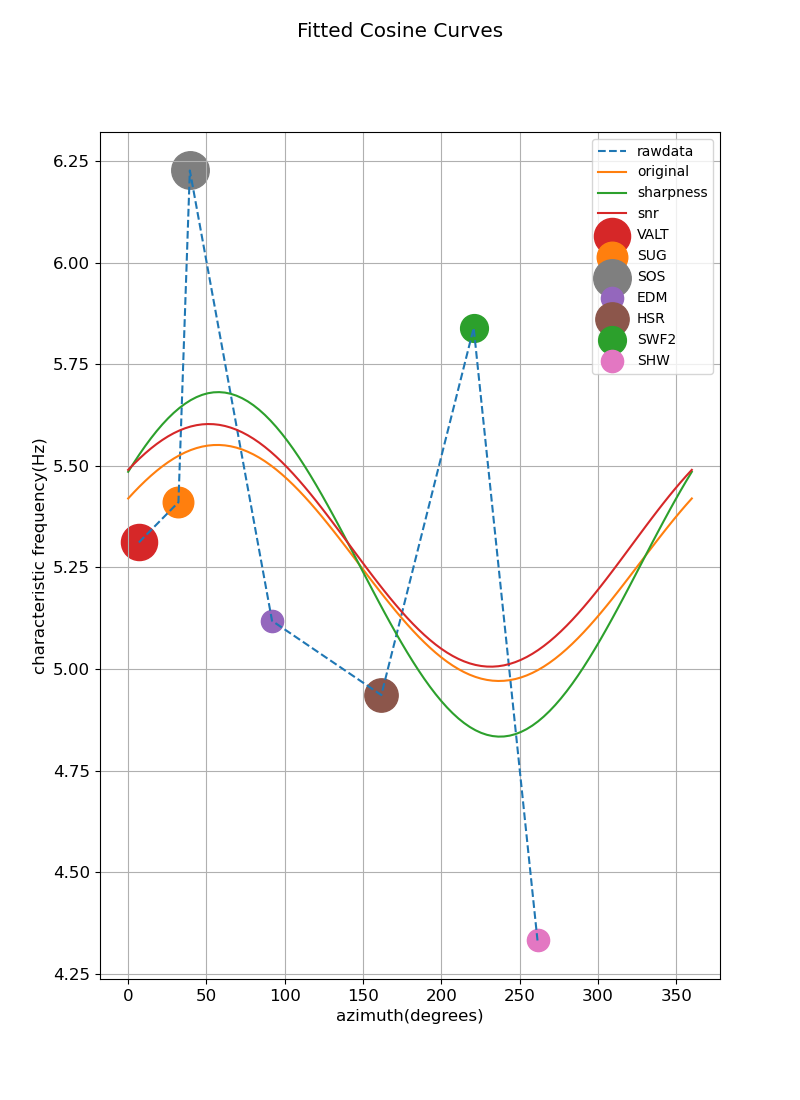 Fitted Cosine Curves
rawdata
original
sharpness
snr
VALT
SUG
SOS
EDM
HSR
SWF2
SHW
characteristic frequency(Hz)
6.25
6.00
5.75
5.50
5.25
5.00
4.75
4.50
4.25
0 50 100 150 200 250 300 350
azimuth(degrees)